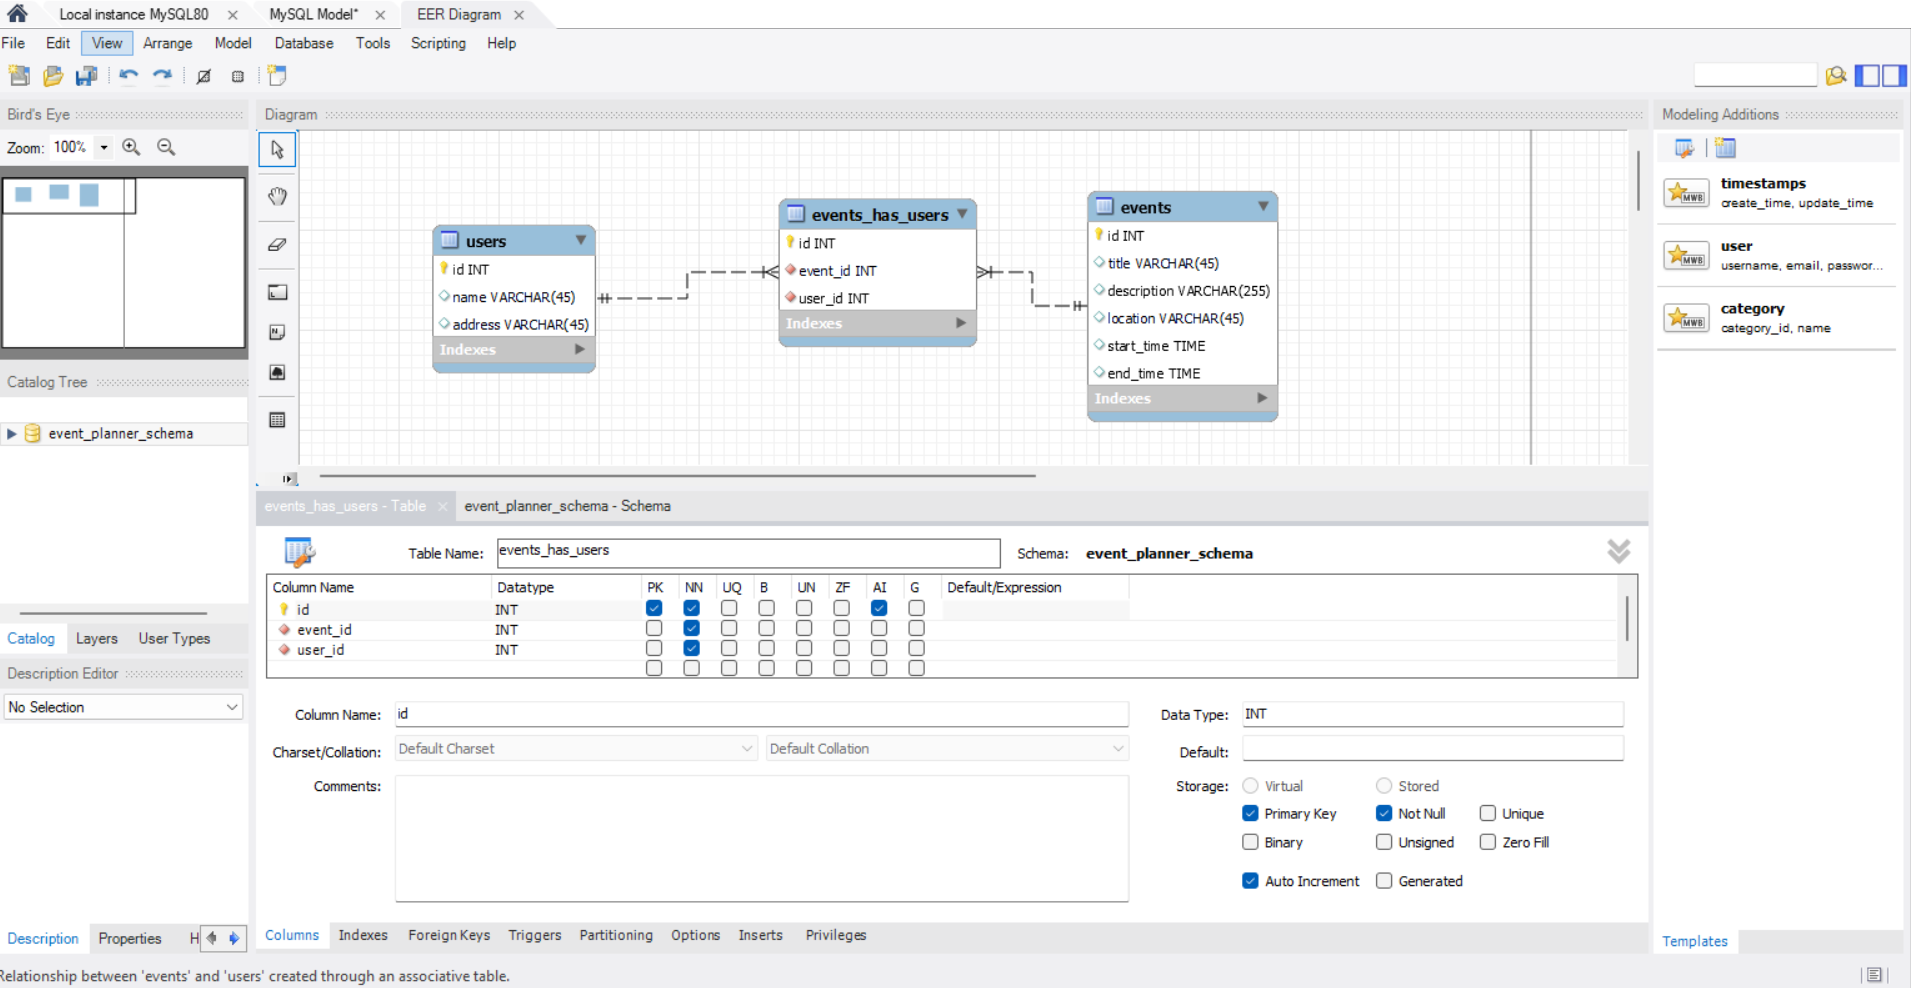 Local instance MySQL80 × MySQL Model* × EER Diagram ×
File Edit View Arrange Model Database Tools Scripting Help
Bird's Eye
Zoom: 100%
Catalog Tree
event_planner_schema
Catalog Layers User Types
Description Editor
No Selection
Description Properties H
Diagram
users
id INT
name VARCHAR(45)
address VARCHAR(45)
Indexes
events_has_users
id INT
event_id INT
user_id INT
Indexes
events
id INT
title VARCHAR(45)
description VARCHAR(255)
location VARCHAR(45)
start_time TIME
end_time TIME
Indexes
events_has_users - Table × event_planner_schema - Schema
Table Name: events_has_users Schema: event_planner_schema
Column Name Datatype PK NN UQ B UN ZF AI G Default/Expression
id INT
event_id INT
user_id INT
Column Name: id Data Type: INT
Charset/Collation: Default Charset Default Collation Default:
Comments: Storage: Virtual Stored
Primary Key Not Null Unique
Binary Unsigned Zero Fill
Auto Increment Generated
Columns Indexes Foreign Keys Triggers Partitioning Options Inserts Privileges
Modeling Additions
MWB timestamps
create_time, update_time
MWB user
username, email, passwor...
MWB category
category_id, name
Templates
Relationship between 'events' and 'users' created through an associative table.